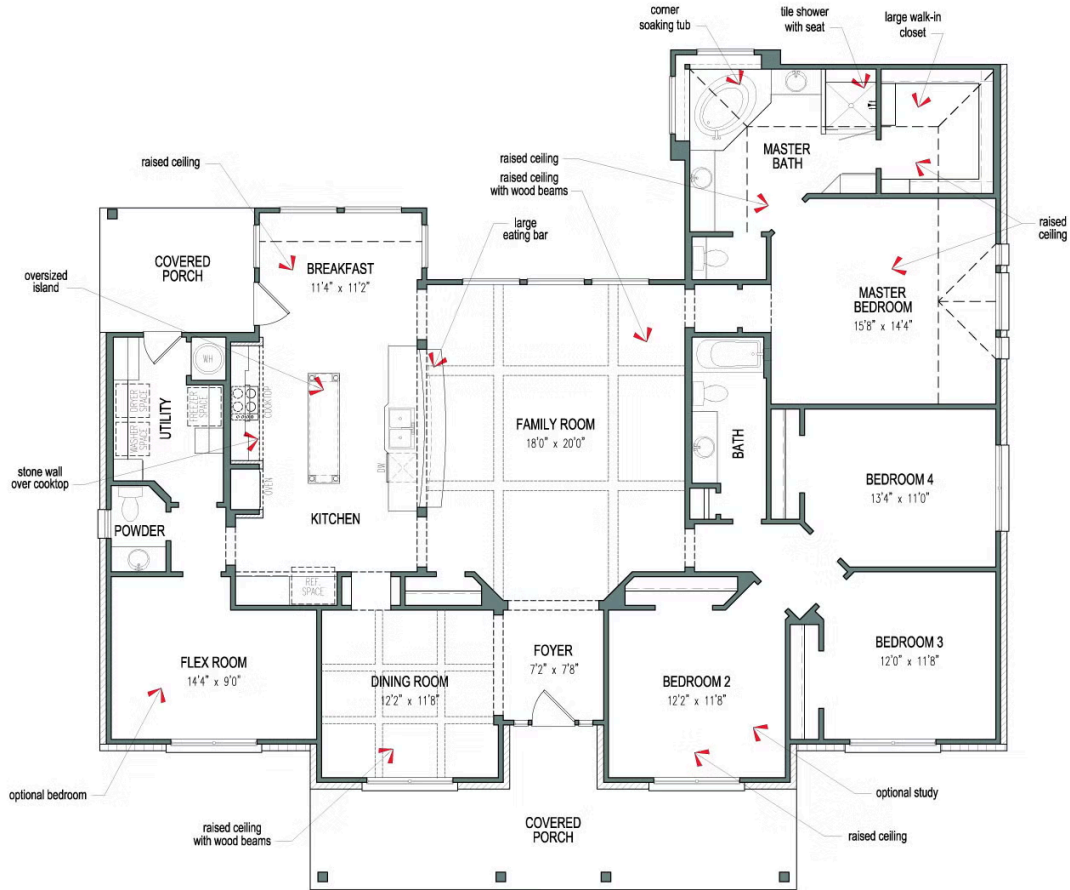 corner
soaking tub
tile shower
with seat
large walk-in
closet
raised ceiling
raised ceiling
raised ceiling
with wood beams
MASTER
BATH
large
eating bar
raised
ceiling
COVERED
PORCH
BREAKFAST
11'4" x 11'2"
oversized
island
MASTER
BEDROOM
15'8" x 14'4"
WH
DRYER
SPACE
WASHER
SPACE
UTILITY
FREEZER
SPACE
COOKTOP
FAMILY ROOM
18'0" x 20'0"
BATH
stone wall
over cooktop
OVEN
DW
BEDROOM 4
13'4" x 11'0"
POWDER
KITCHEN
REF.
SPACE
FLEX ROOM
14'4" x 9'0"
DINING ROOM
12'2" x 11'8"
FOYER
7'2" x 7'8"
BEDROOM 2
12'2" x 11'8"
BEDROOM 3
12'0" x 11'8"
optional bedroom
raised ceiling
with wood beams
COVERED
PORCH
optional study
raised ceiling